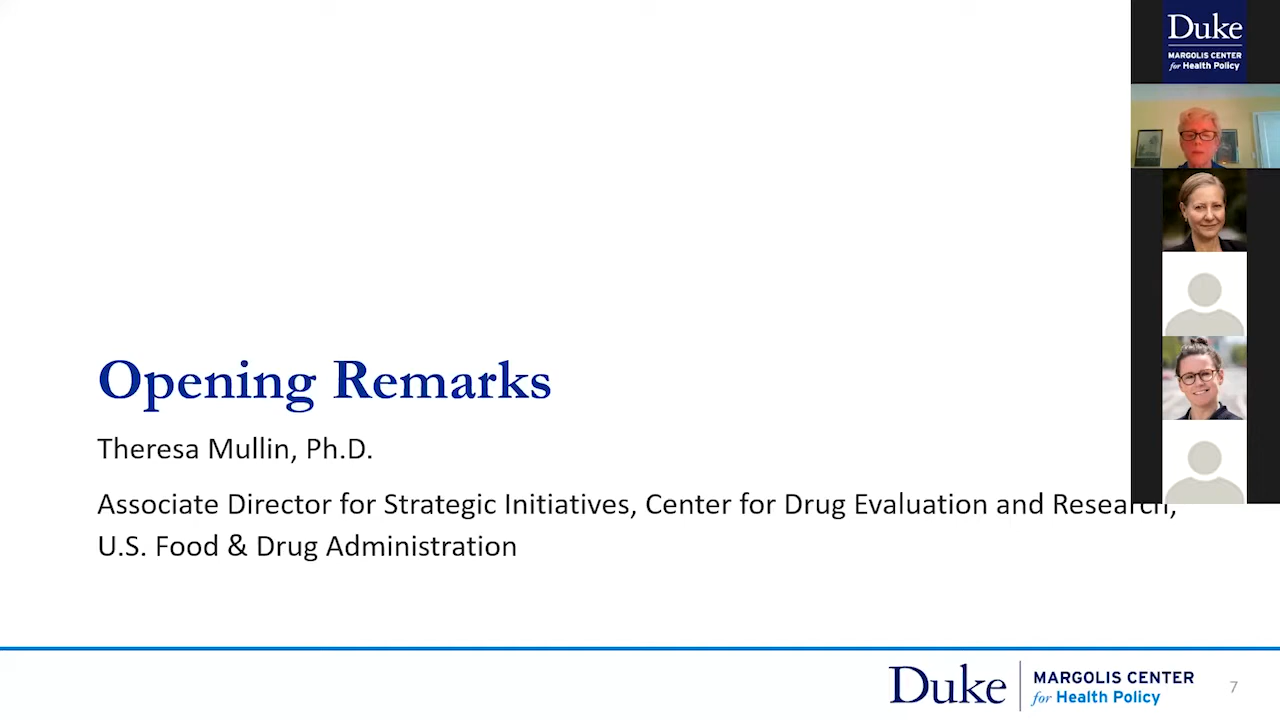 Duke
MARGOLIS CENTER
for Health Policy
Opening Remarks
Theresa Mullin, Ph.D.
Associate Director for Strategic Initiatives, Center for Drug Evaluation and Research,
U.S. Food & Drug Administration
Duke
MARGOLIS CENTER
for Health Policy
7